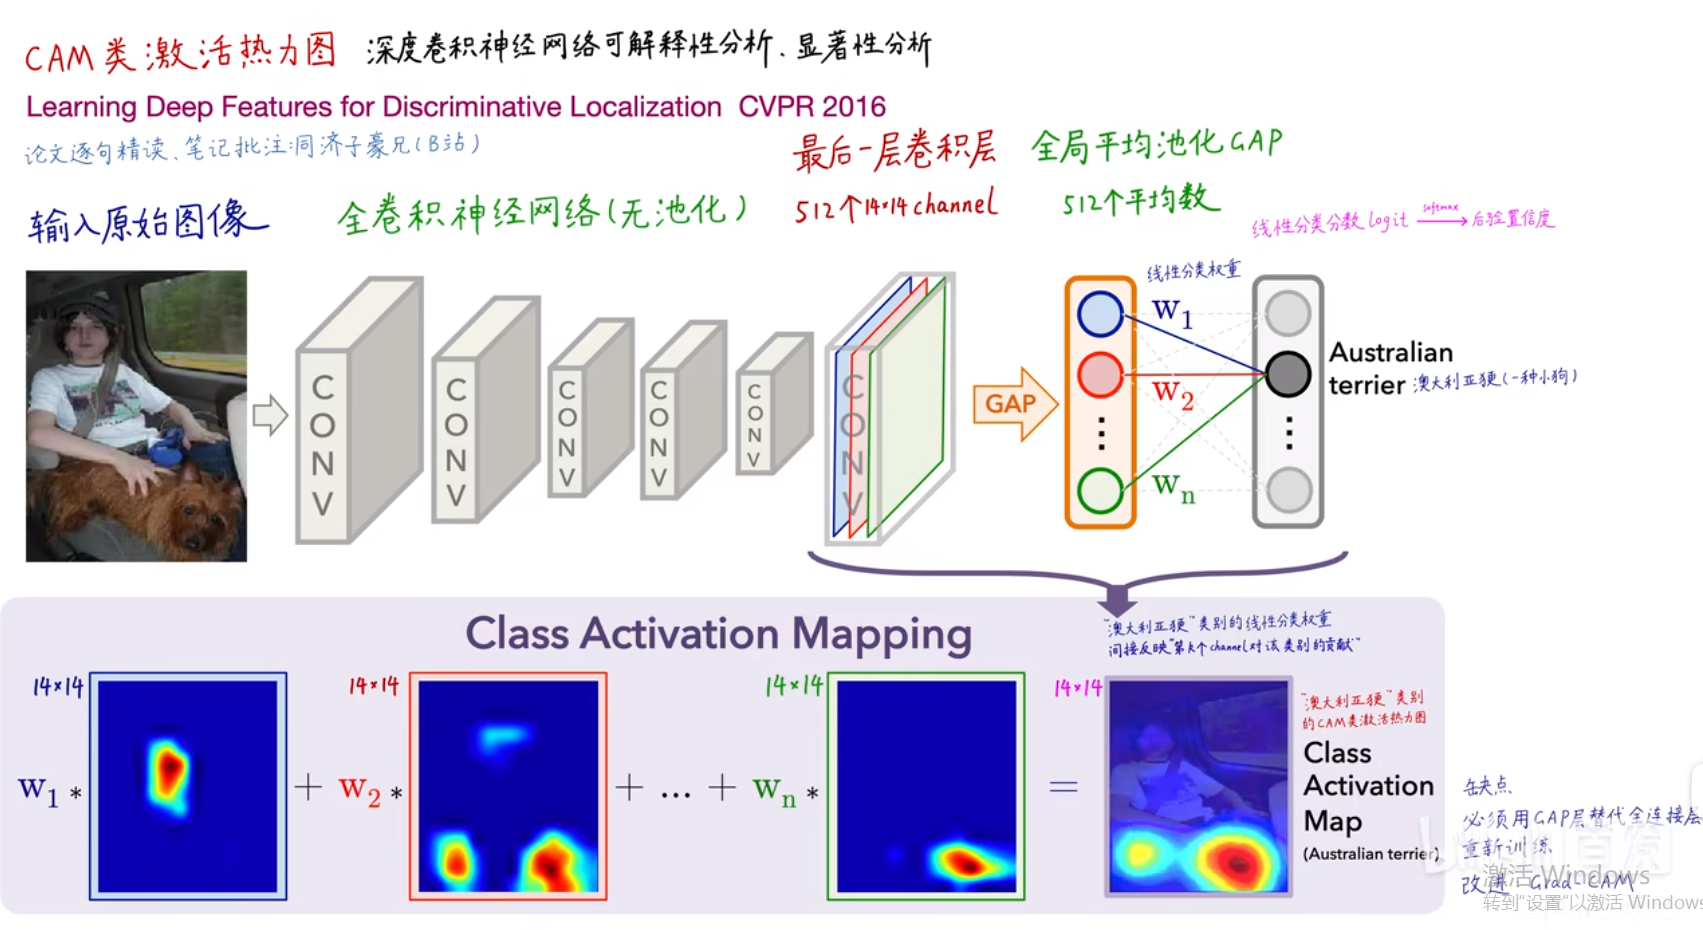 CAM类激活热力图 深度卷积神经网络可解释性分析、显著性分析
Learning Deep Features for Discriminative Localization CVPR 2016
论文逐句精读、笔记批注:同济子豪兄(B站)
最后一层卷积层 全局平均池化GAP
输入原始图像 全卷积神经网络(无池化) 512个14*14channel 512个平均数
线性分类分数logit softmax 后验置信度
线性分类权重
CONV
CONV
CONV
CONV
CONV
CONV
GAP
w1
w2
wn
Australian
terrier 澳大利亚㹴(一种小狗)
Class Activation Mapping
"澳大利亚㹴"类别的线性分类权重
间接反映"第k个channel对该类别的贡献"
14*14 14*14 14*14 14*14
w1 * + w2 * + ... + wn * =
"澳大利亚㹴"类别
的CAM类激活热力图
Class
Activation
Map
(Australian terrier)
缺点
必须用GAP层替代全连接层
重新训练
改进 Grad-CAM
激活 Windows
转到"设置"以激活 Windows